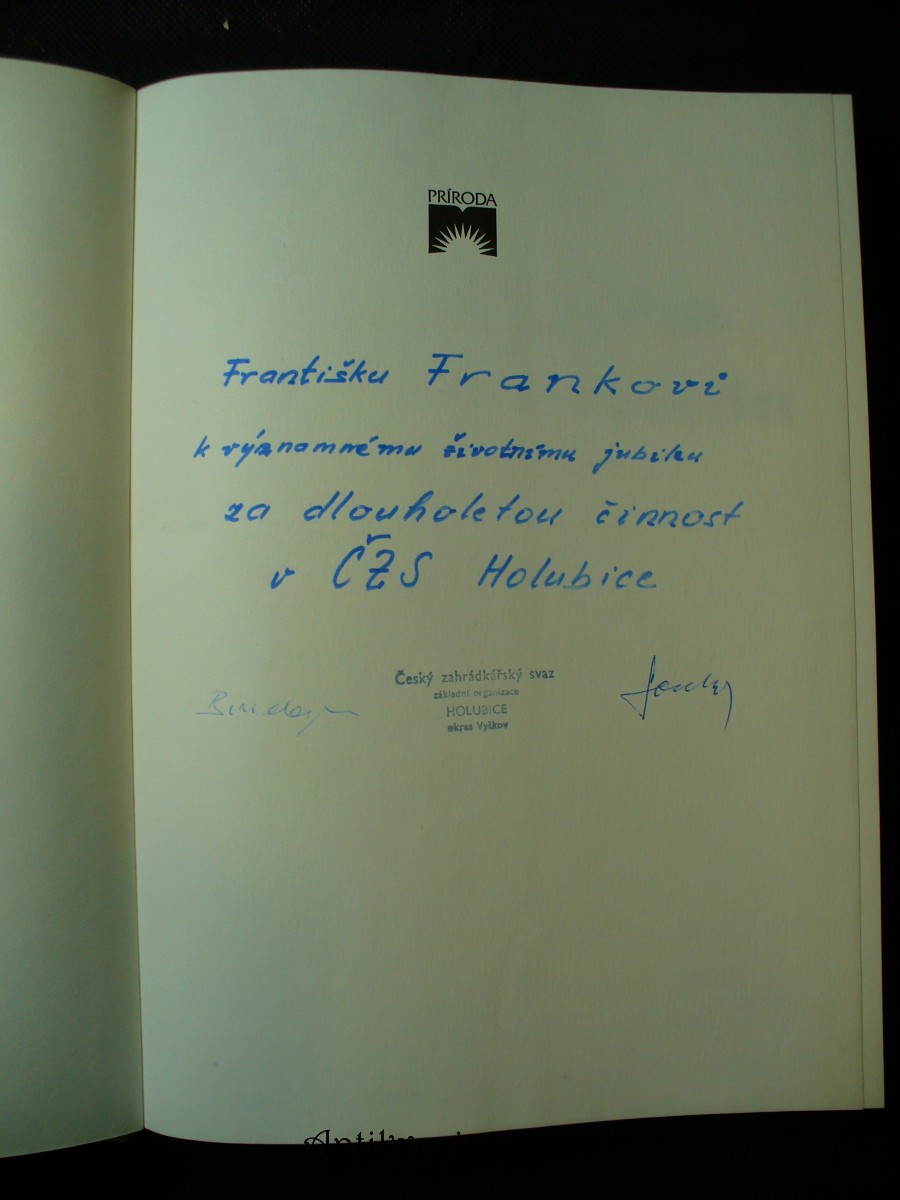 PRÍRODA
Františku Frankovi
k významnému životnímu jubileu
za dlouholetou činnost
v ČZS Holubice
Český zahrádkářský svaz
základní organizace
HOLUBICE
okres Vyškov